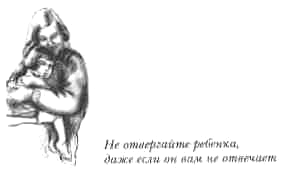 Не отвергайте ребенка,
даже если он вам не отвечает